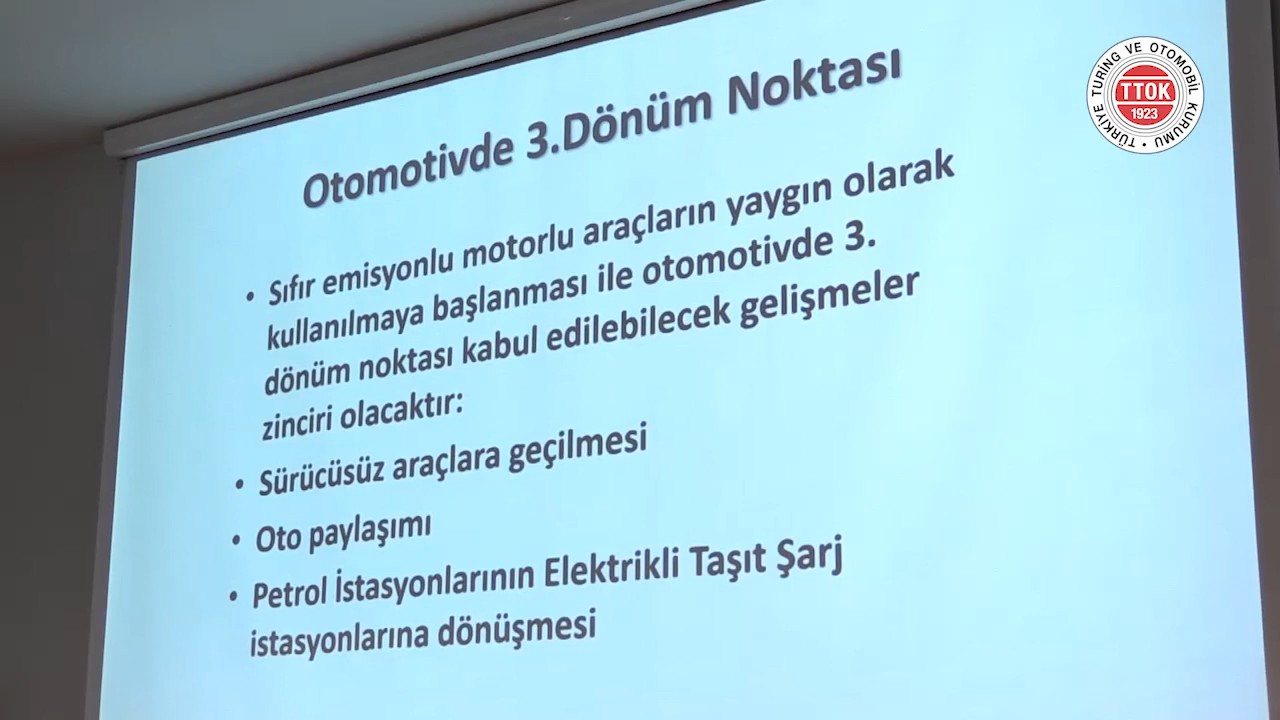 Otomotivde 3.Dönüm Noktası
• Sıfır emisyonlu motorlu araçların yaygın olarak
kullanılmaya başlanması ile otomotivde 3.
dönüm noktası kabul edilebilecek gelişmeler
zinciri olacaktır:
• Sürücüsüz araçlara geçilmesi
• Oto paylaşımı
• Petrol İstasyonlarının Elektrikli Taşıt Şarj
istasyonlarına dönüşmesi
TÜRKİYE TURİNG VE OTOMOBİL KURUMU •
TTOK
1923